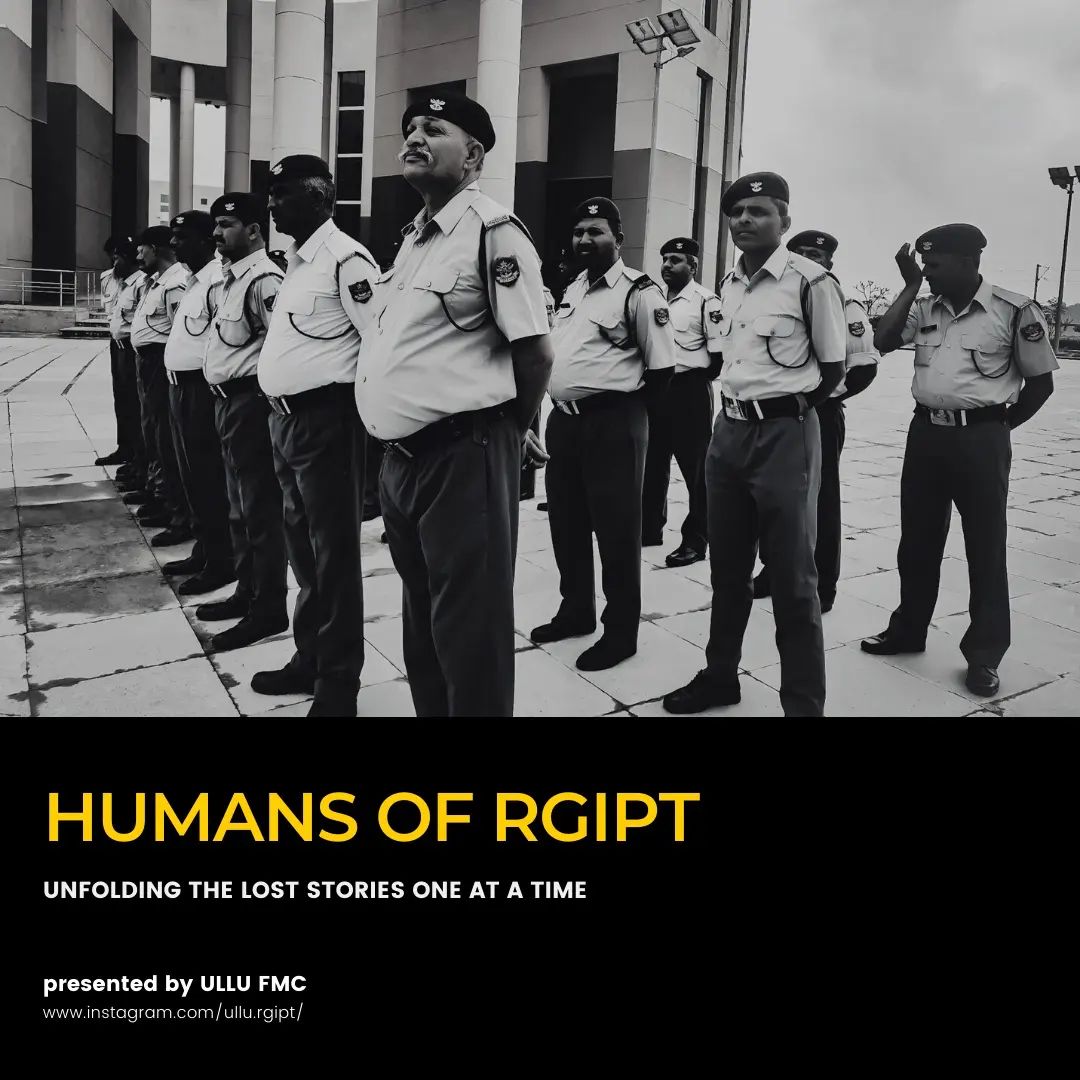 HUMANS OF RGIPT
UNFOLDING THE LOST STORIES ONE AT A TIME
presented by ULLU FMC
www.instagram.com/ullu.rgipt/